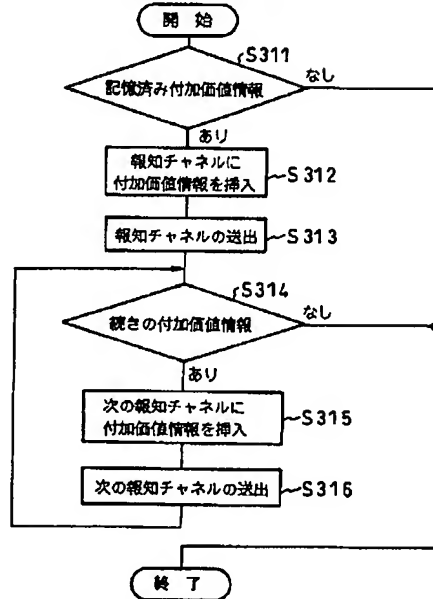 開始
S311
記憶済み付加価値情報
なし
あり
報知チャネルに
付加価値情報を挿入
S312
報知チャネルの送出
S313
S314
続きの付加価値情報
なし
あり
次の報知チャネルに
付加価値情報を挿入
S315
次の報知チャネルの送出
S316
終了